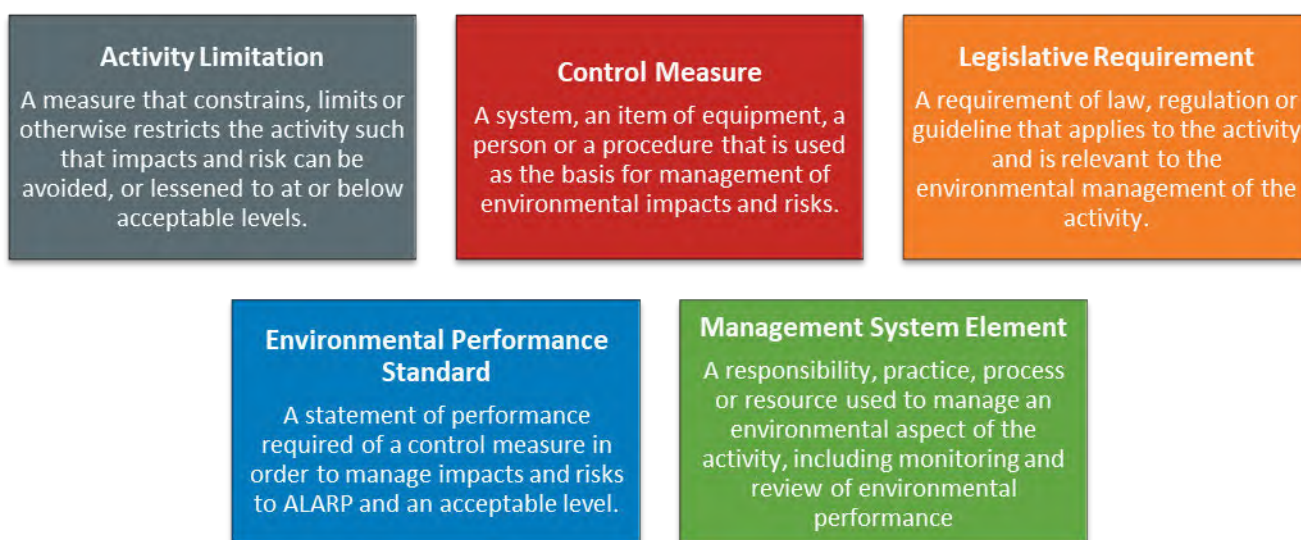 Activity Limitation
A measure that constrains, limits or
otherwise restricts the activity such
that impacts and risk can be
avoided, or lessened to at or below
acceptable levels.
Control Measure
A system, an item of equipment, a
person or a procedure that is used
as the basis for management of
environmental impacts and risks.
Legislative Requirement
A requirement of law, regulation or
guideline that applies to the activity
and is relevant to the
environmental management of the
activity.
Environmental Performance
Standard
A statement of performance
required of a control measure in
order to manage impacts and risks
to ALARP and an acceptable level.
Management System Element
A responsibility, practice, process
or resource used to manage an
environmental aspect of the
activity, including monitoring and
review of environmental
performance